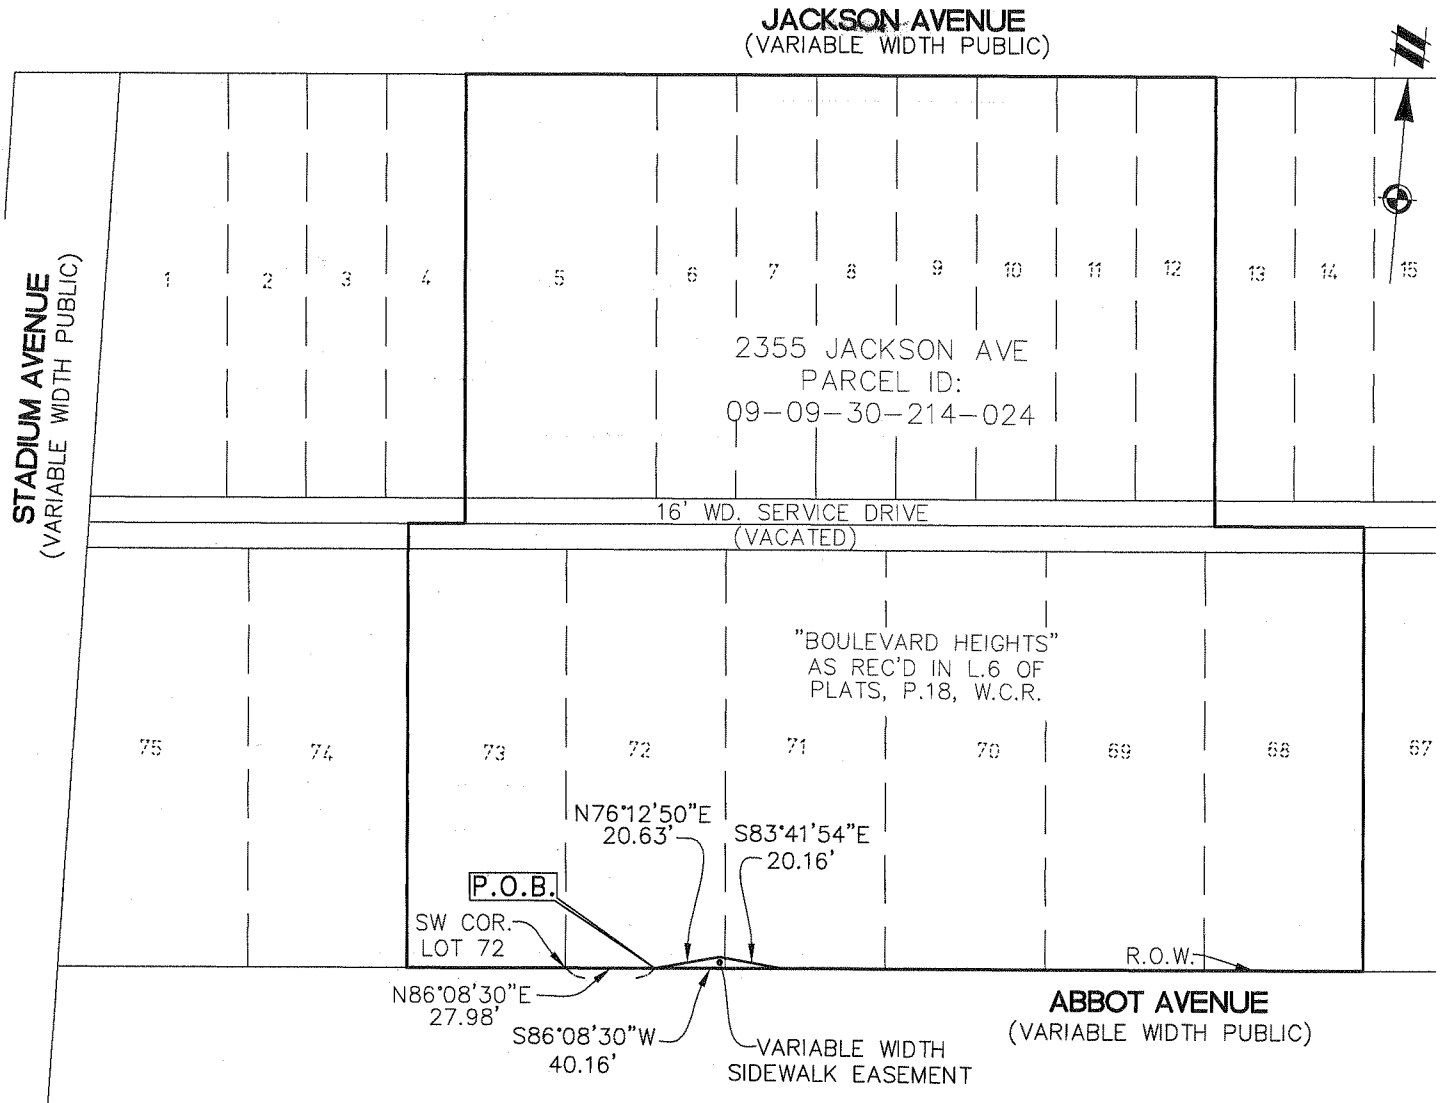 JACKSON AVENUE
(VARIABLE WIDTH PUBLIC)
STADIUM AVENUE
(VARIABLE WIDTH PUBLIC)
1
2
3
4
5
6
7
8
9
10
11
12
13
14
15
2355 JACKSON AVE
PARCEL ID:
09-09-30-214-024
16' WD. SERVICE DRIVE
(VACATED)
"BOULEVARD HEIGHTS"
AS REC'D IN L.6 OF
PLATS, P.18, W.C.R.
75
74
73
72
71
70
69
68
67
N76°12'50"E
20.63'
S83°41'54"E
20.16'
P.O.B.
SW COR.
LOT 72
R.O.W.
N86°08'30"E
27.98'
S86°08'30"W
40.16'
VARIABLE WIDTH
SIDEWALK EASEMENT
ABBOT AVENUE
(VARIABLE WIDTH PUBLIC)